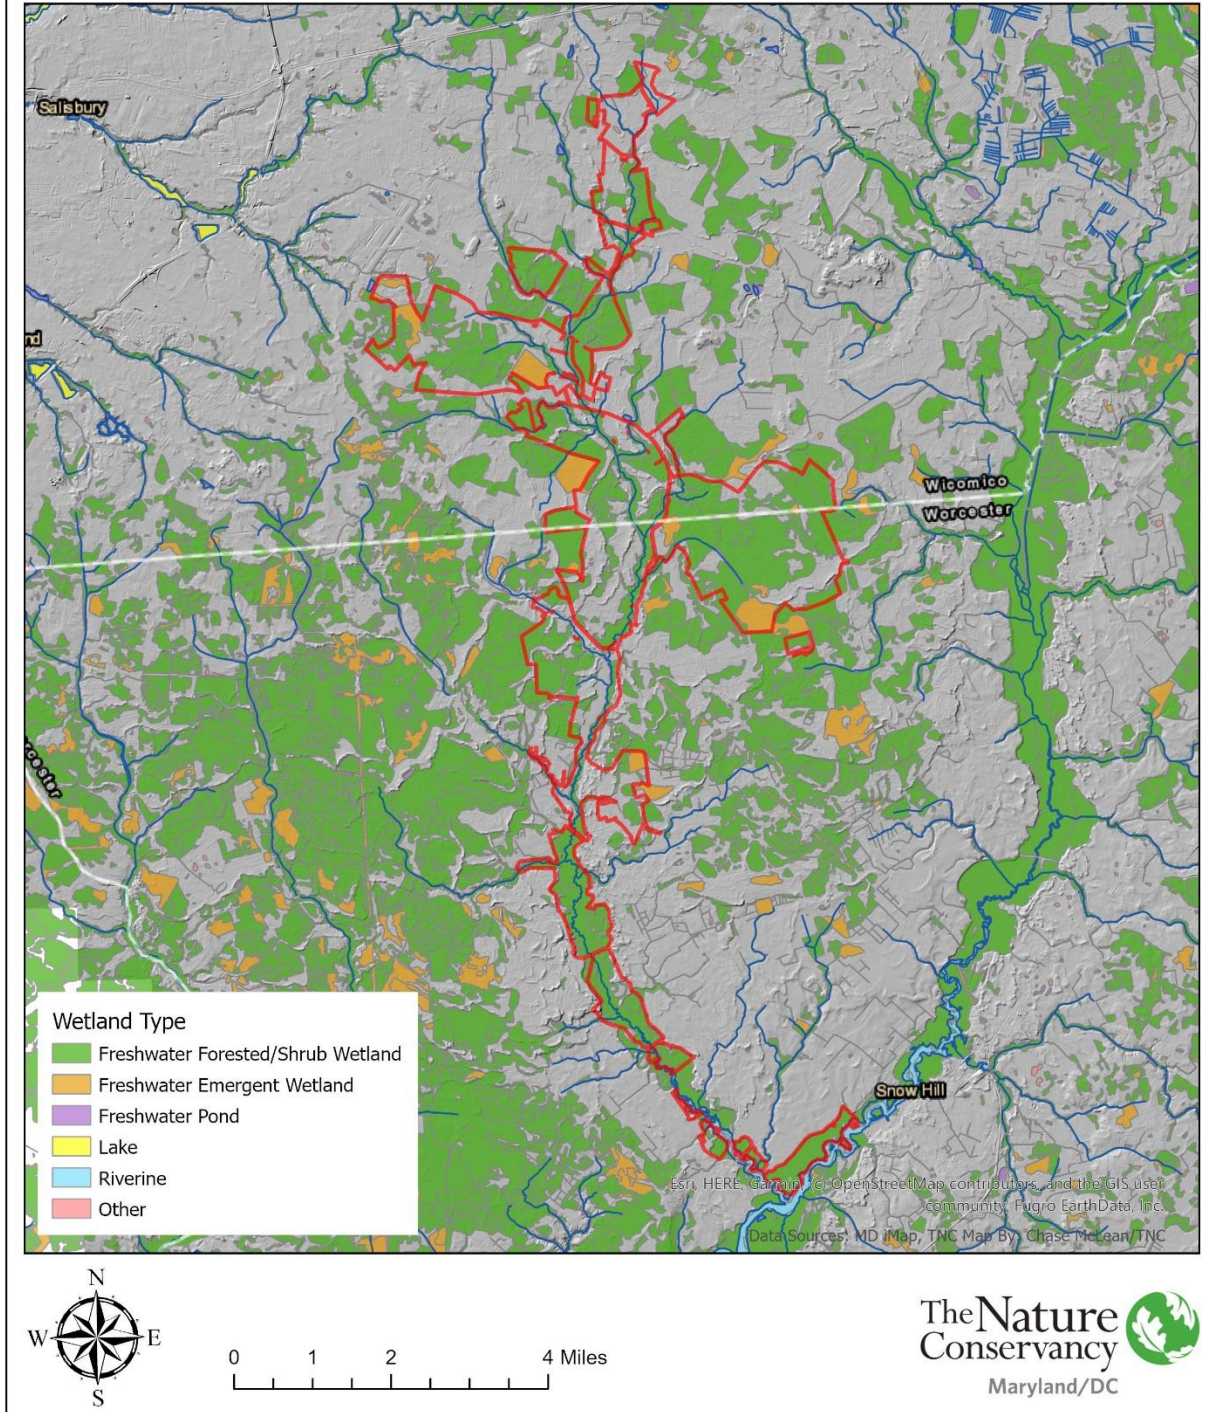 Salisbury
nd
Wicomico
Worcester
rcester
Wetland Type
Freshwater Forested/Shrub Wetland
Freshwater Emergent Wetland
Freshwater Pond
Lake
Riverine
Other
Snow Hill
Esri, HERE, Garmin, (c) OpenStreetMap contributors, and the GIS user
community, Fugro EarthData, Inc.
Data Sources: MD iMap, TNC Map By: Chase McLean/TNC
N
W E
S
0 1 2 4 Miles
The Nature
Conservancy
Maryland/DC